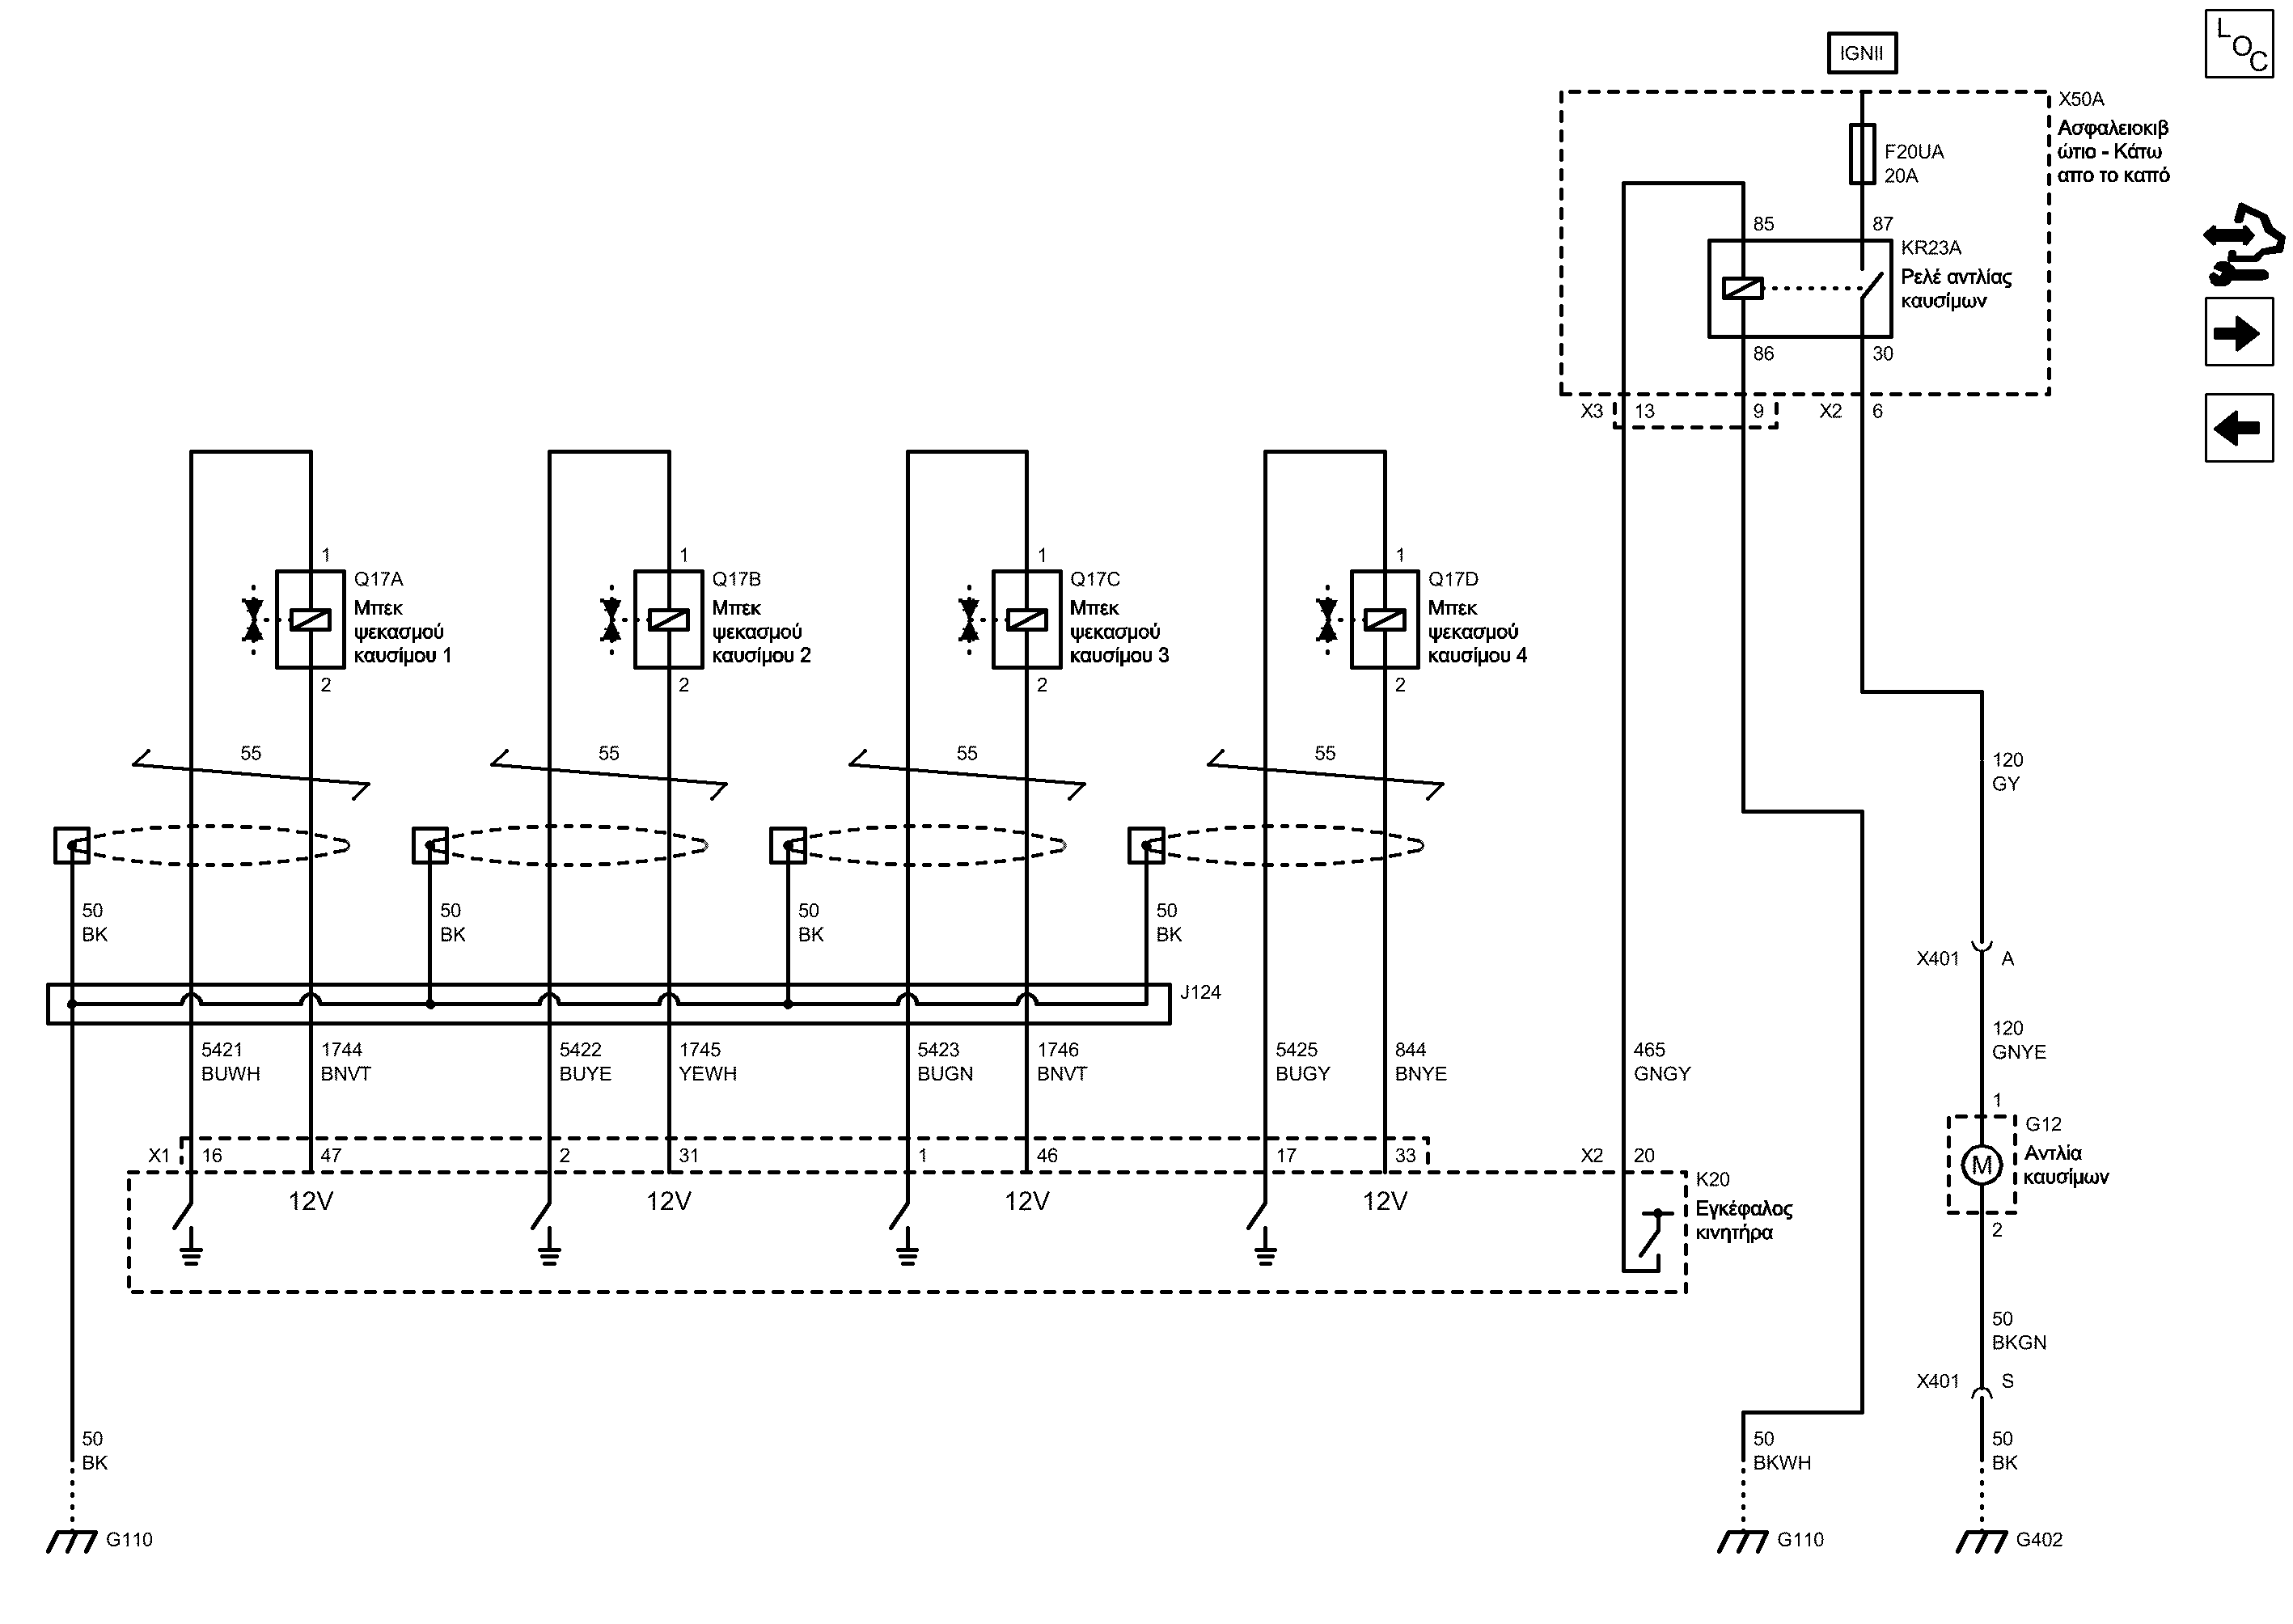 IGNII
LOC
X50A
Ασφαλειοκιβ
ώτιο - Κάτω
απο το καπό
F20UA
20A
85
87
KR23A
Ρελέ αντλίας
καυσίμων
86
30
X3
13
9
X2
6
1
Q17A
Μπεκ
ψεκασμού
καυσίμου 1
2
1
Q17B
Μπεκ
ψεκασμού
καυσίμου 2
2
1
Q17C
Μπεκ
ψεκασμού
καυσίμου 3
2
1
Q17D
Μπεκ
ψεκασμού
καυσίμου 4
2
55
55
55
55
120
GY
50
BK
50
BK
50
BK
50
BK
X401
A
J124
5421
BUWH
1744
BNVT
5422
BUYE
1745
YEWH
5423
BUGN
1746
BNVT
5425
BUGY
844
BNYE
465
GNGY
120
GNYE
X1
16
47
2
31
1
46
17
33
X2
20
12V
12V
12V
12V
K20
Εγκέφαλος
κινητήρα
1
G12
Αντλία
καυσίμων
M
2
50
BKGN
X401
S
50
BK
50
BKWH
50
BK
G110
G110
G402